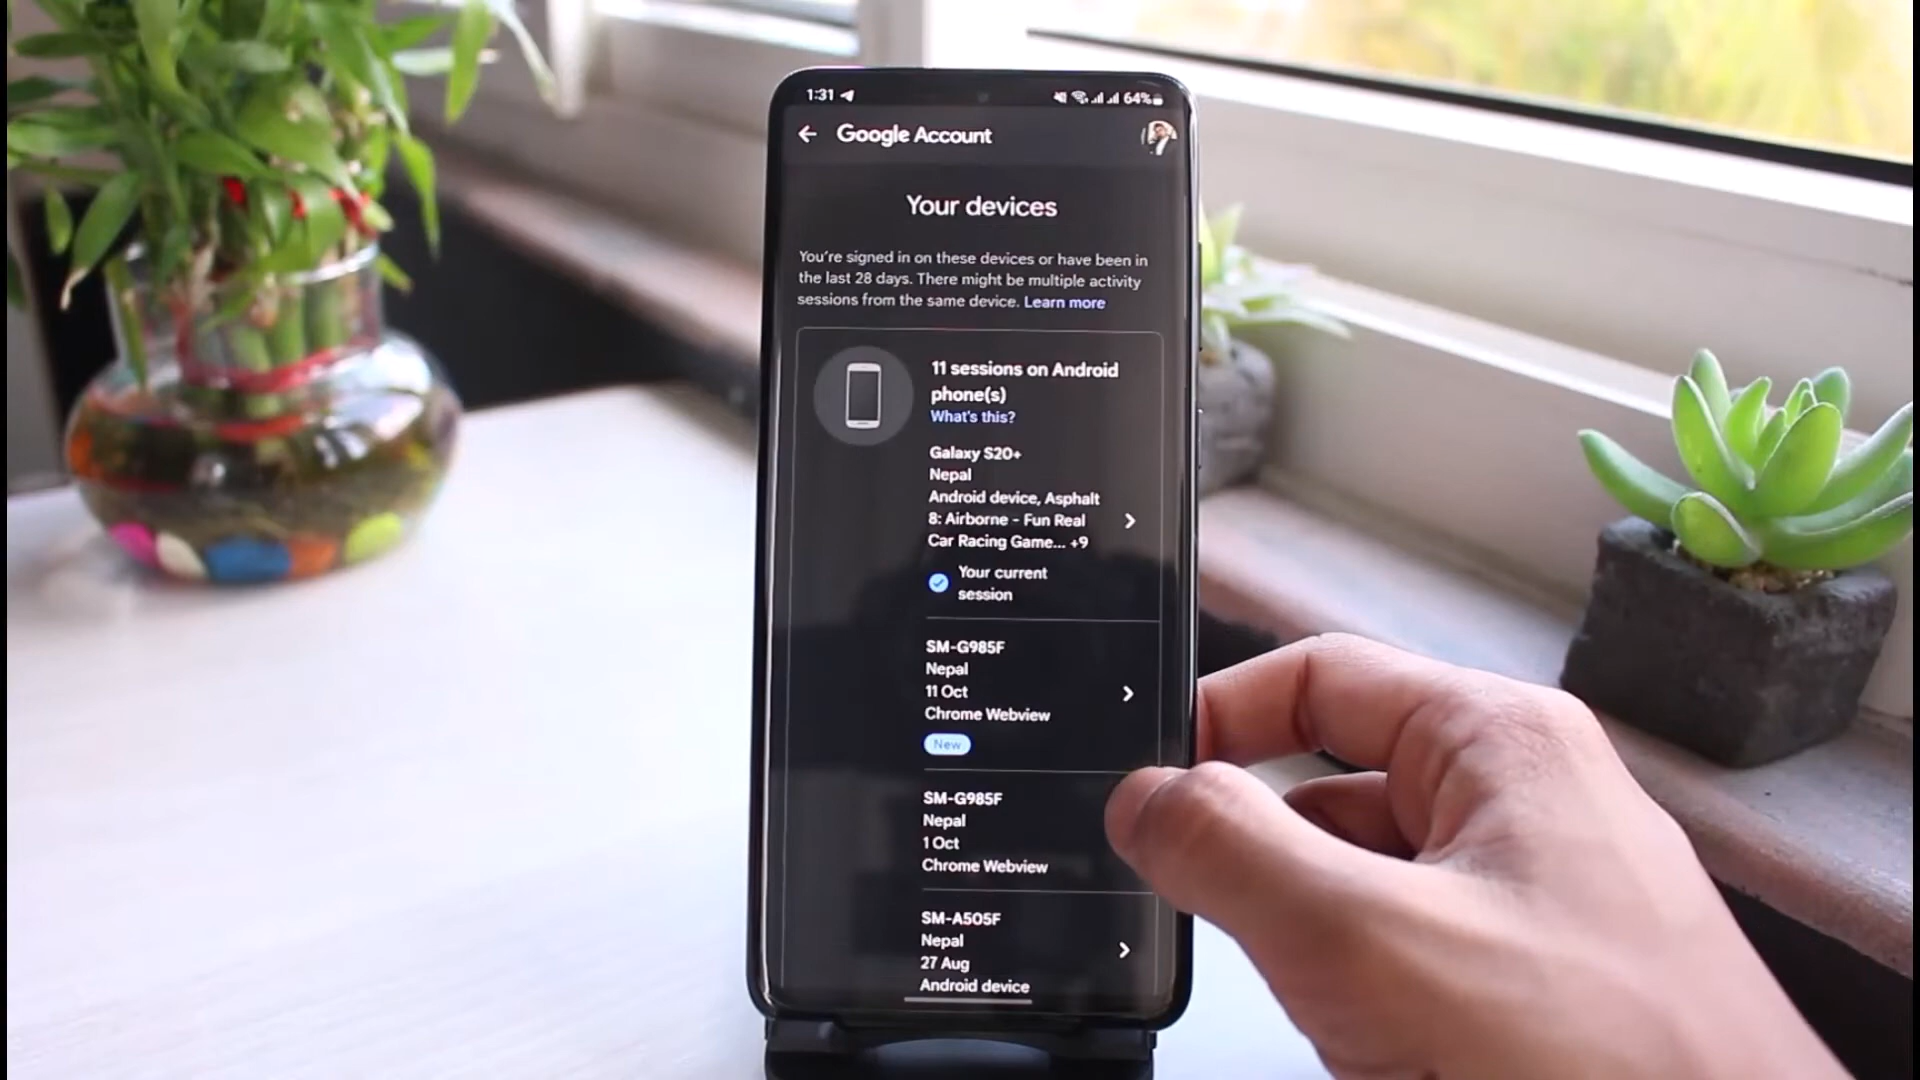 1:31
64%
Google Account
Your devices
You're signed in on these devices or have been in
the last 28 days. There might be multiple activity
sessions from the same device. Learn more
11 sessions on Android
phone(s)
What's this?
Galaxy S20+
Nepal
Android device, Asphalt
8: Airborne - Fun Real
Car Racing Game... +9
Your current
session
SM-G985F
Nepal
11 Oct
Chrome Webview
New
SM-G985F
Nepal
1 Oct
Chrome Webview
SM-A505F
Nepal
27 Aug
Android device